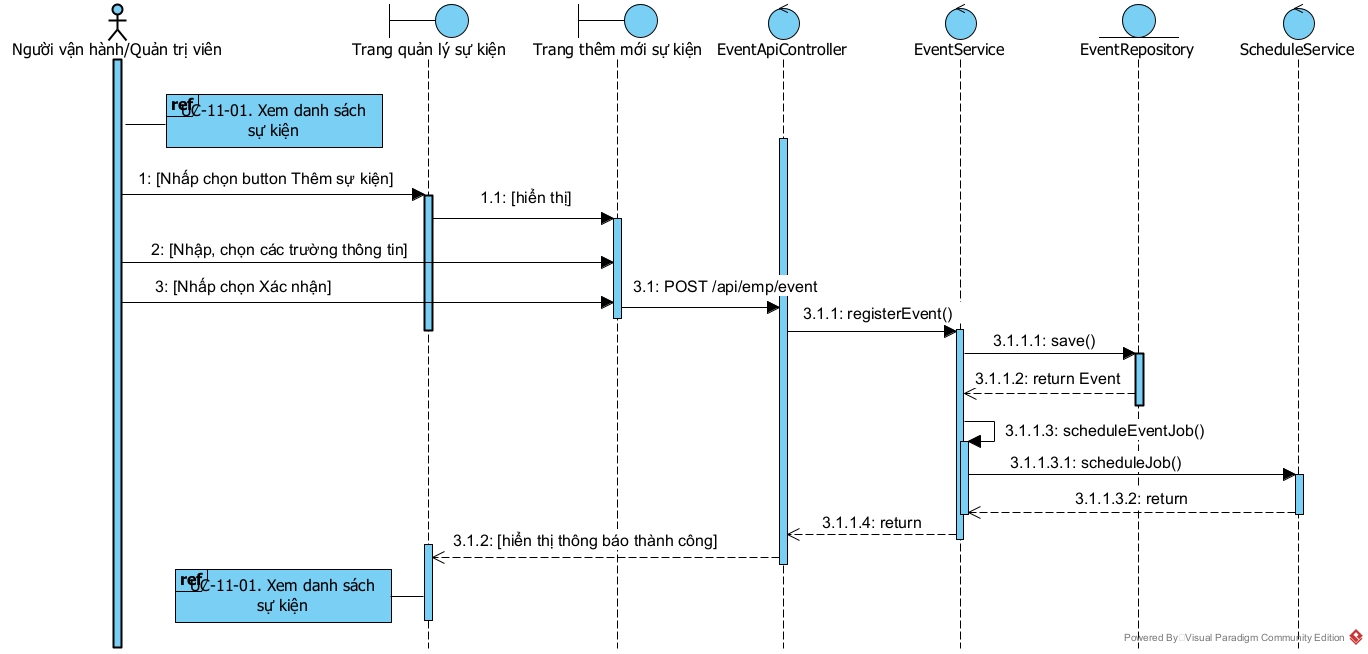 Người vận hành/Quản trị viên
Trang quản lý sự kiện
Trang thêm mới sự kiện
EventApiController
EventService
EventRepository
ScheduleService
ref
UC-11-01. Xem danh sách
sự kiện
1: [Nhấp chọn button Thêm sự kiện]
1.1: [hiển thị]
2: [Nhập, chọn các trường thông tin]
3: [Nhấp chọn Xác nhận]
3.1: POST /api/emp/event
3.1.1: registerEvent()
3.1.1.1: save()
3.1.1.2: return Event
3.1.1.3: scheduleEventJob()
3.1.1.3.1: scheduleJob()
3.1.1.3.2: return
3.1.1.4: return
3.1.2: [hiển thị thông báo thành công]
ref
UC-11-01. Xem danh sách
sự kiện
Powered By Visual Paradigm Community Edition